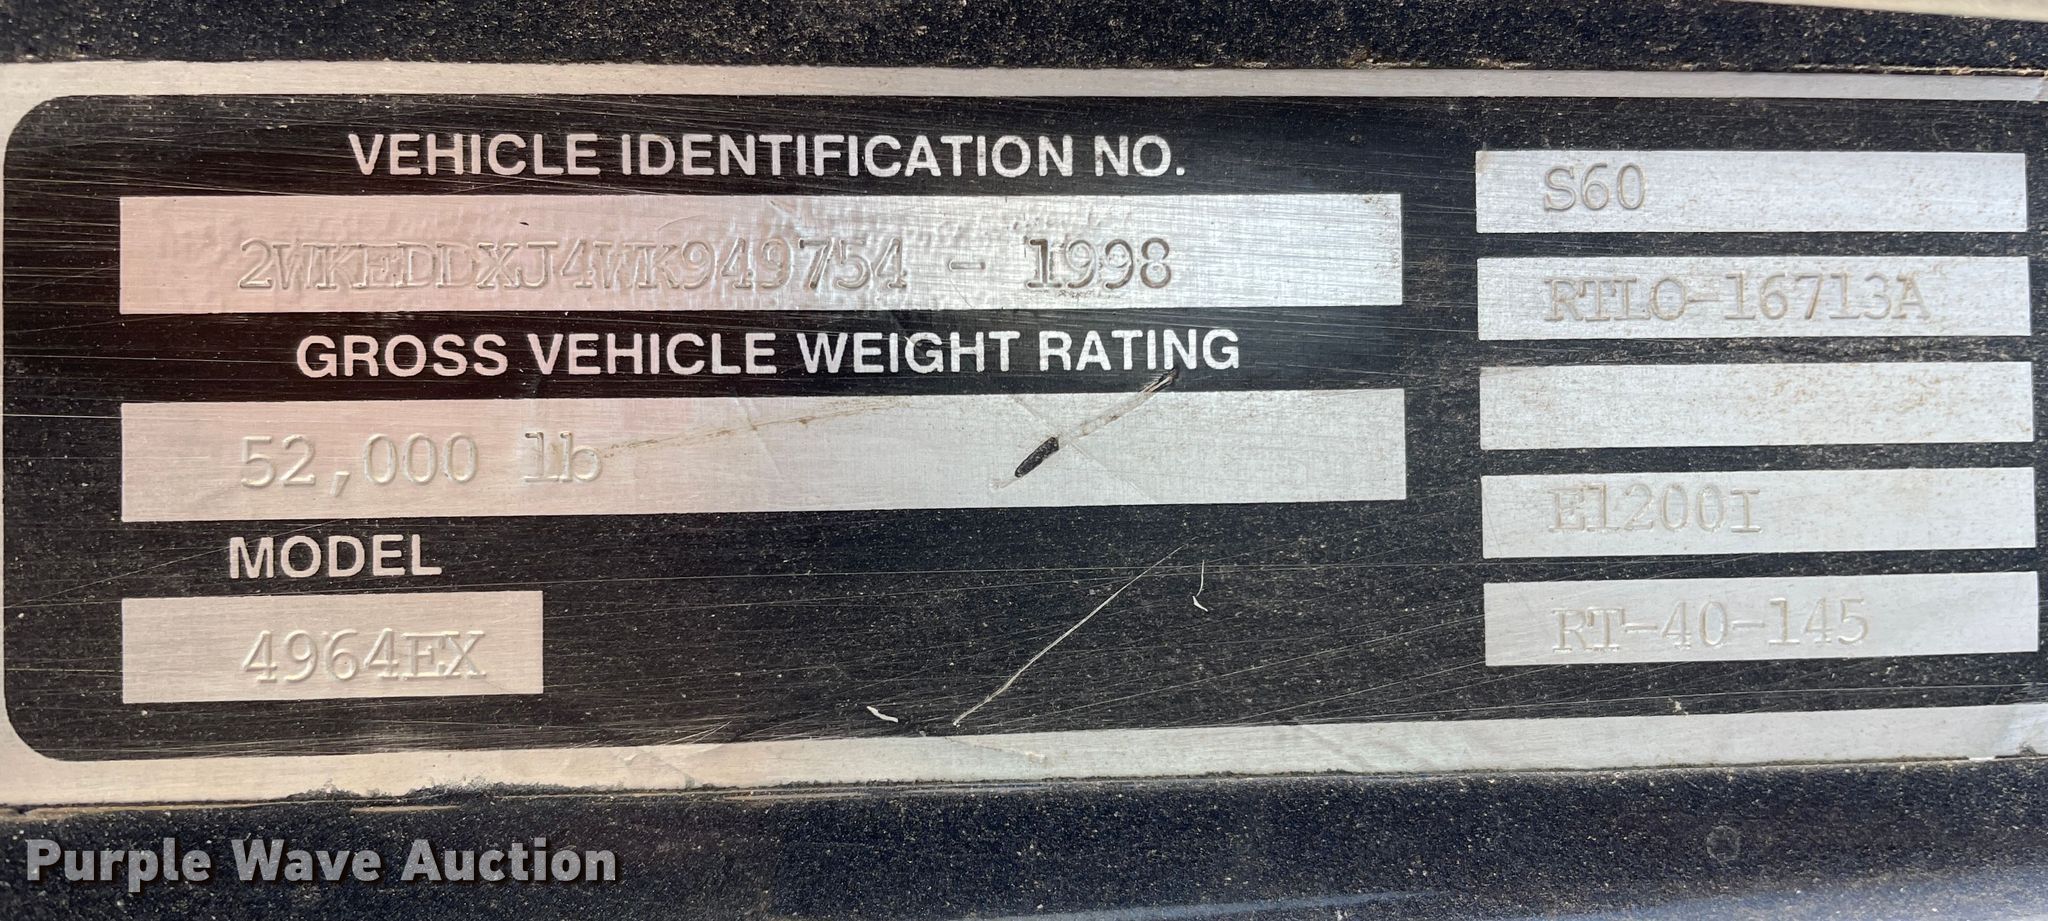 VEHICLE IDENTIFICATION NO.
2WKEDDXJ4WK949754 - 1998
GROSS VEHICLE WEIGHT RATING
52,000 lb
MODEL
4964EX
S60
RTLO-16713A
E1200I
RT-40-145
Purple Wave Auction